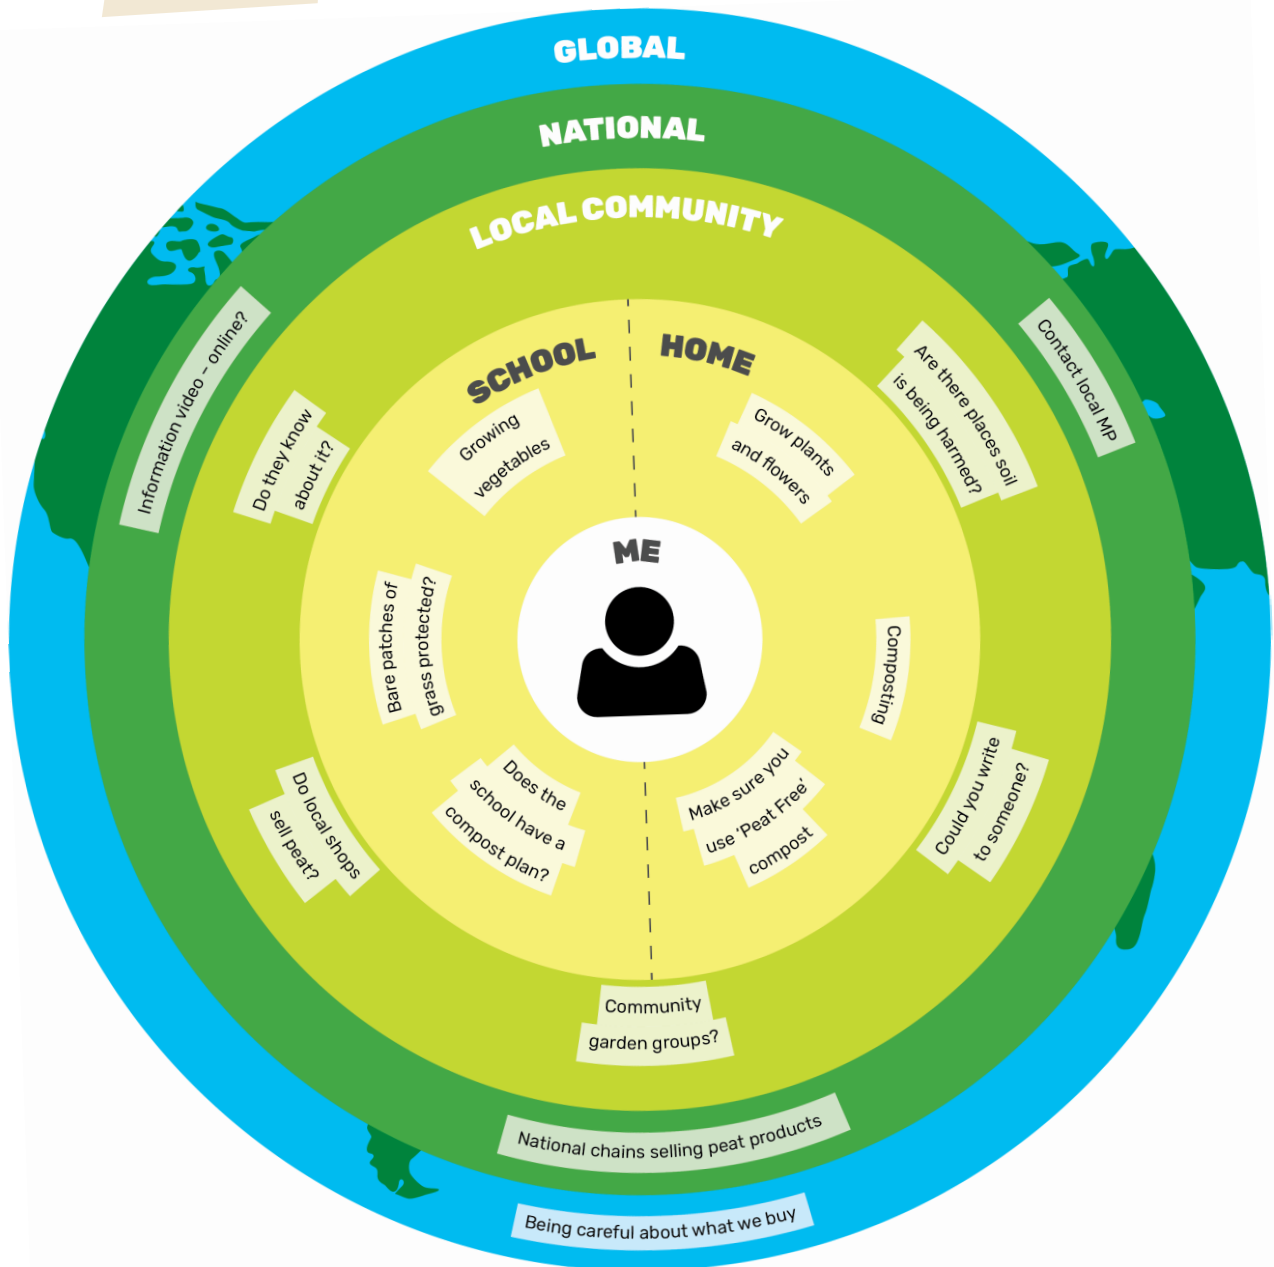 GLOBAL
NATIONAL
LOCAL COMMUNITY
SCHOOL
HOME
ME
Growing
vegetables
Grow plants
and flowers
Bare patches of
grass protected?
Composting
Does the
school have a
compost plan?
Make sure you
use ‘Peat Free’
compost
Do they know
about it?
Are there places soil
is being harmed?
Do local shops
sell peat?
Could you write
to someone?
Community
garden groups?
Information video – online?
Contact local MP
National chains selling peat products
Being careful about what we buy